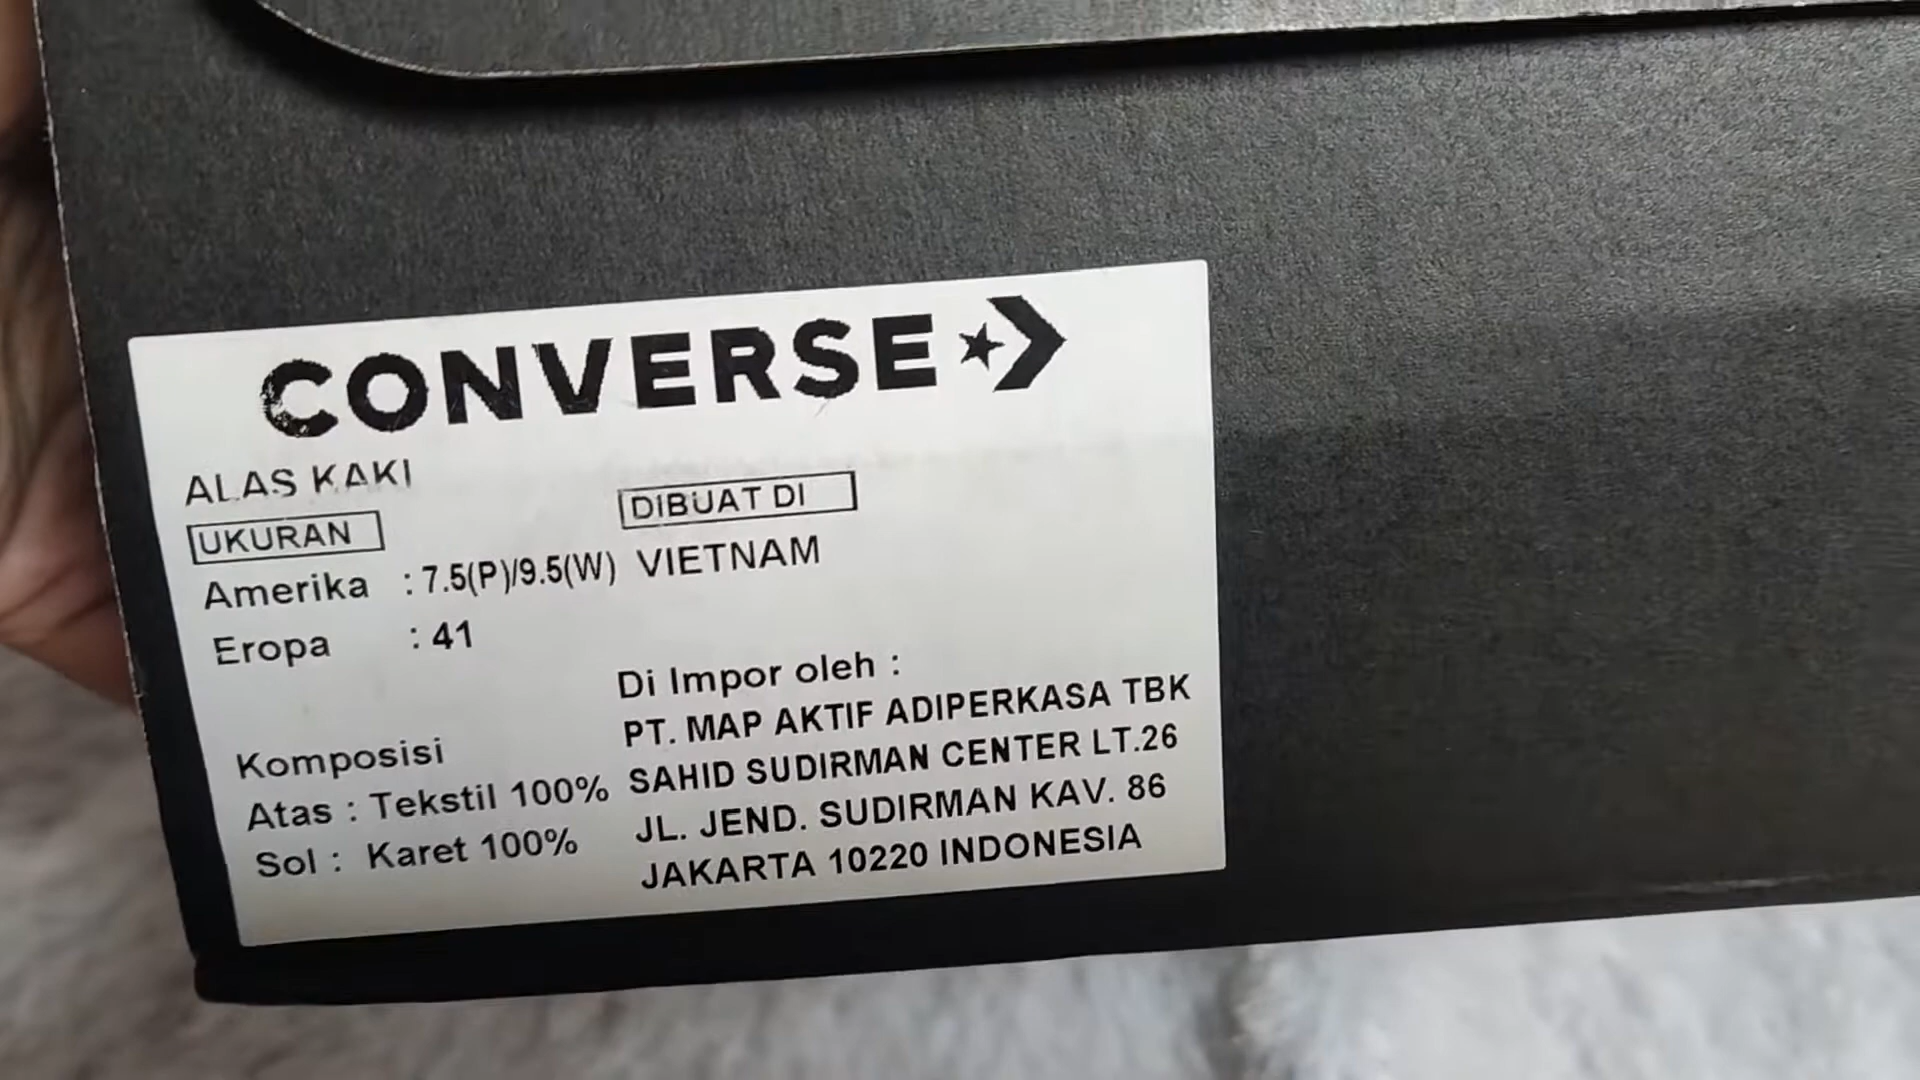 CONVERSE
ALAS KAKI
UKURAN
Amerika : 7.5(P)/9.5(W)
Eropa : 41
DIBUAT DI
VIETNAM
Komposisi
Atas : Tekstil 100%
Sol : Karet 100%
Di Impor oleh :
PT. MAP AKTIF ADIPERKASA TBK
SAHID SUDIRMAN CENTER LT.26
JL. JEND. SUDIRMAN KAV. 86
JAKARTA 10220 INDONESIA